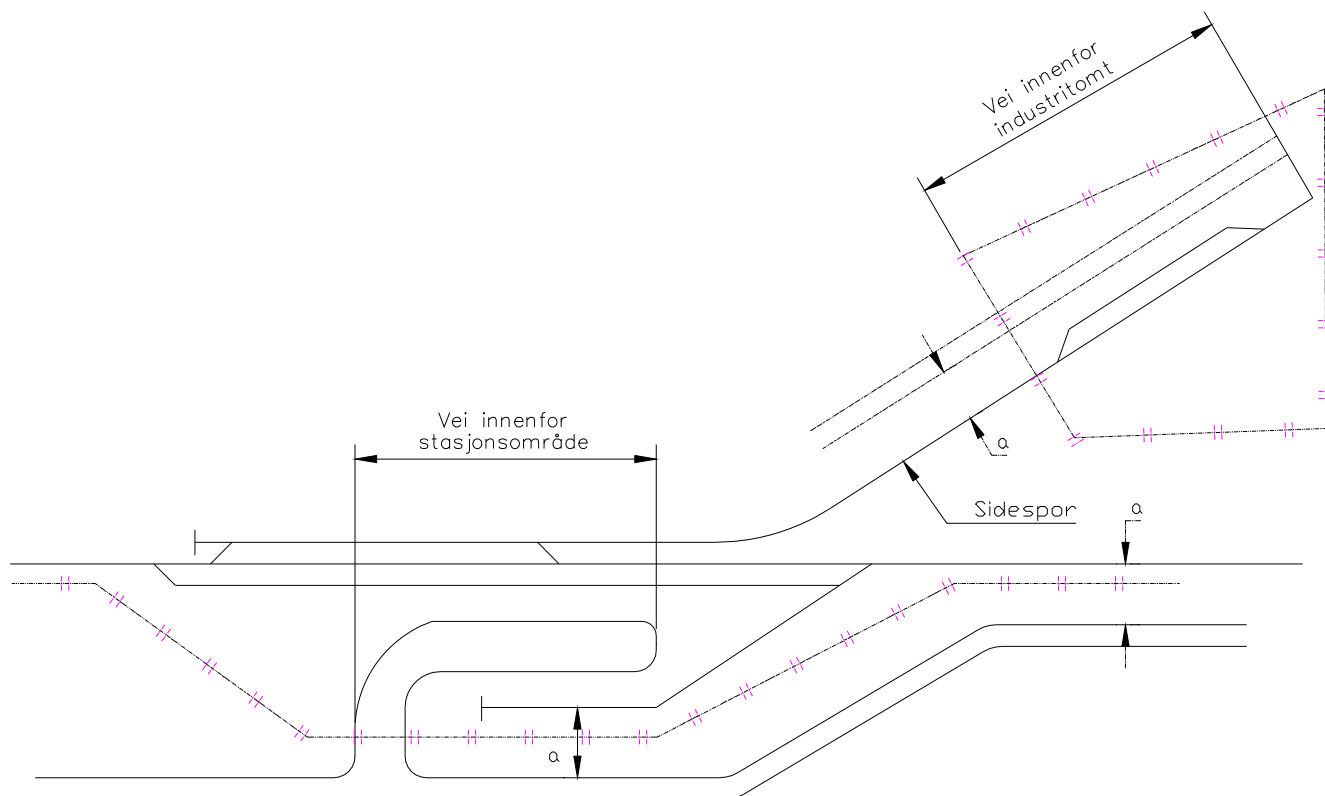 Vei innenfor
industritomt
Vei innenfor
stasjonsområde
a
Sidespor
a
a